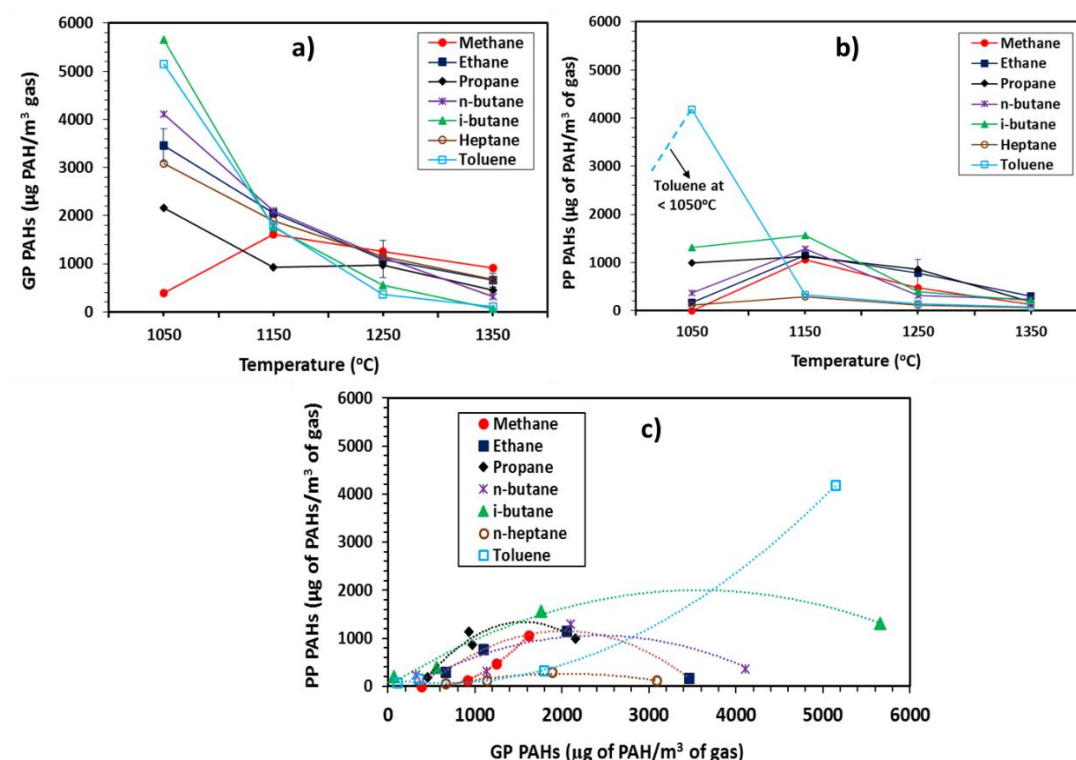 a)
GP PAHs (µg PAH/m³ gas)
6000
5000
4000
3000
2000
1000
0
1050 1150 1250 1350
Temperature (°C)
Methane
Ethane
Propane
n-butane
i-butane
Heptane
Toluene
b)
PP PAHs (µg of PAH/m³ of gas)
6000
5000
4000
3000
2000
1000
0
1050 1150 1250 1350
Temperature (°C)
Methane
Ethane
Propane
n-butane
i-butane
Heptane
Toluene
Toluene at
< 1050°C
c)
PP PAHs (µg of PAHs/m³ of gas)
6000
5000
4000
3000
2000
1000
0
0 1000 2000 3000 4000 5000 6000
GP PAHs (µg of PAH/m³ of gas)
Methane
Ethane
Propane
n-butane
i-butane
n-heptane
Toluene